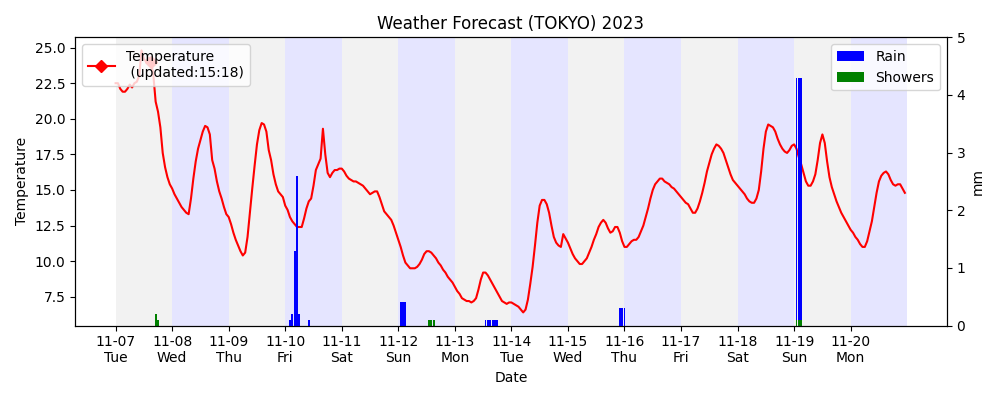 Weather Forecast (TOKYO) 2023
Temperature
(updated:15:18)
Rain
Showers
25.0
22.5
20.0
17.5
15.0
12.5
10.0
7.5
Temperature
5
4
3
2
1
0
mm
11-07 11-08 11-09 11-10 11-11 11-12 11-13 11-14 11-15 11-16 11-17 11-18 11-19 11-20
Tue Wed Thu Fri Sat Sun Mon Tue Wed Thu Fri Sat Sun Mon
Date